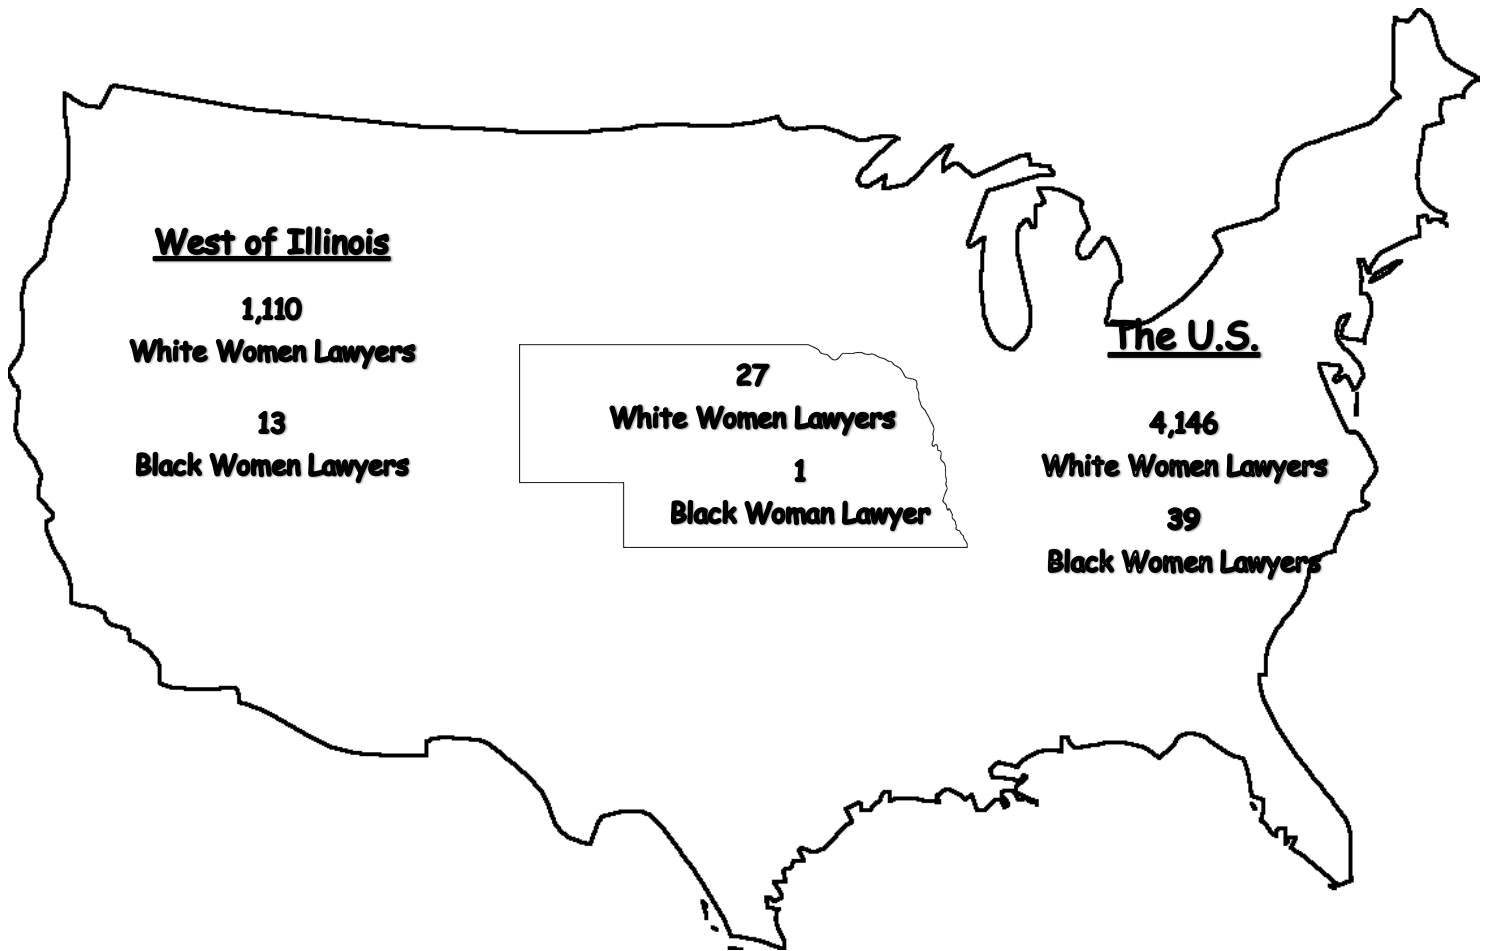 West of Illinois
1,110
White Women Lawyers
13
Black Women Lawyers
27
White Women Lawyers
1
Black Woman Lawyer
The U.S.
4,146
White Women Lawyers
39
Black Women Lawyers